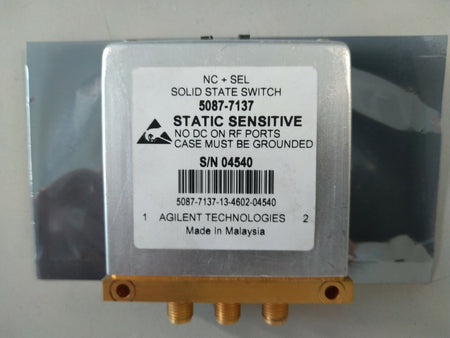 NC + SEL
SOLID STATE SWITCH
5087-7137
STATIC SENSITIVE
NO DC ON RF PORTS
CASE MUST BE GROUNDED
S/N 04540
5087-7137-13-4602-04540
1 AGILENT TECHNOLOGIES 2
Made In Malaysia